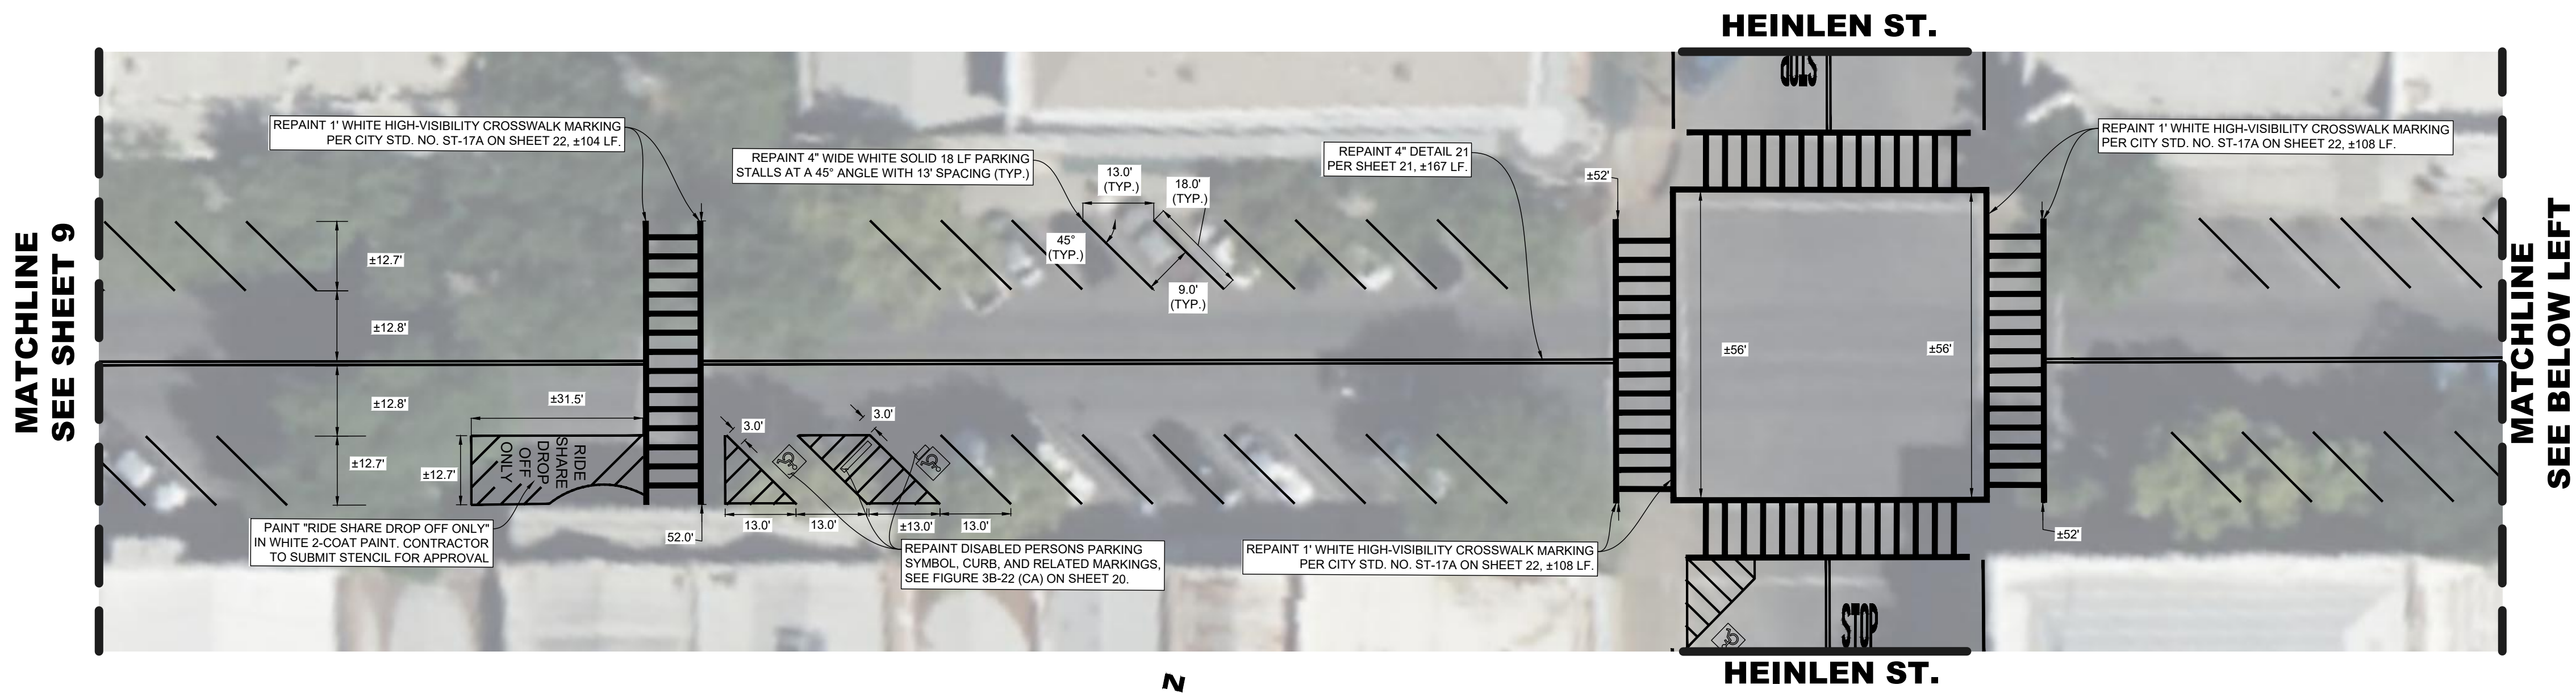 HEINLEN ST.
MATCHLINE
SEE SHEET 9
REPAINT 1' WHITE HIGH-VISIBILITY CROSSWALK MARKING
PER CITY STD. NO. ST-17A ON SHEET 22, ±104 LF.
REPAINT 4" WIDE WHITE SOLID 18 LF PARKING
STALLS AT A 45° ANGLE WITH 13' SPACING (TYP.)
13.0'
(TYP.)
18.0'
(TYP.)
45°
(TYP.)
9.0'
(TYP.)
REPAINT 4" DETAIL 21
PER SHEET 21, ±167 LF.
±52'
STOP
REPAINT 1' WHITE HIGH-VISIBILITY CROSSWALK MARKING
PER CITY STD. NO. ST-17A ON SHEET 22, ±108 LF.
±12.7'
±12.8'
±12.8'
±12.7'
±31.5'
±12.7'
RIDE
SHARE
DROP
OFF
ONLY
3.0'
3.0'
±56'
±56'
13.0'
13.0'
±13.0'
13.0'
52.0'
±52'
PAINT "RIDE SHARE DROP OFF ONLY"
IN WHITE 2-COAT PAINT. CONTRACTOR
TO SUBMIT STENCIL FOR APPROVAL
REPAINT DISABLED PERSONS PARKING
SYMBOL, CURB, AND RELATED MARKINGS,
SEE FIGURE 3B-22 (CA) ON SHEET 20.
REPAINT 1' WHITE HIGH-VISIBILITY CROSSWALK MARKING
PER CITY STD. NO. ST-17A ON SHEET 22, ±108 LF.
STOP
HEINLEN ST.
MATCHLINE
SEE BELOW LEFT
N